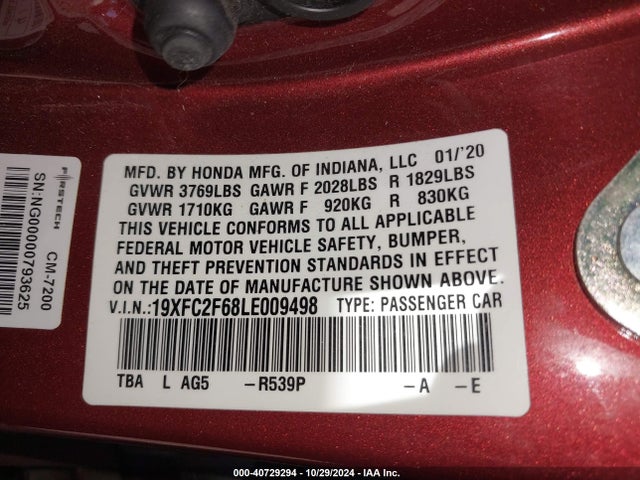 MFD. BY HONDA MFG. OF INDIANA, LLC 01/'20
GVWR 3769LBS GAWR F 2028LBS R 1829LBS
GVWR 1710KG GAWR F 920KG R 830KG
THIS VEHICLE CONFORMS TO ALL APPLICABLE
FEDERAL MOTOR VEHICLE SAFETY, BUMPER,
AND THEFT PREVENTION STANDARDS IN EFFECT
ON THE DATE OF MANUFACTURE SHOWN ABOVE.
V.I.N.:19XFC2F68LE009498 TYPE: PASSENGER CAR
TBA L AG5 -R539P -A -E
FIRSTECH CM-7200
SN:NG0000793625
000-40729294 - 10/29/2024 - IAA Inc.